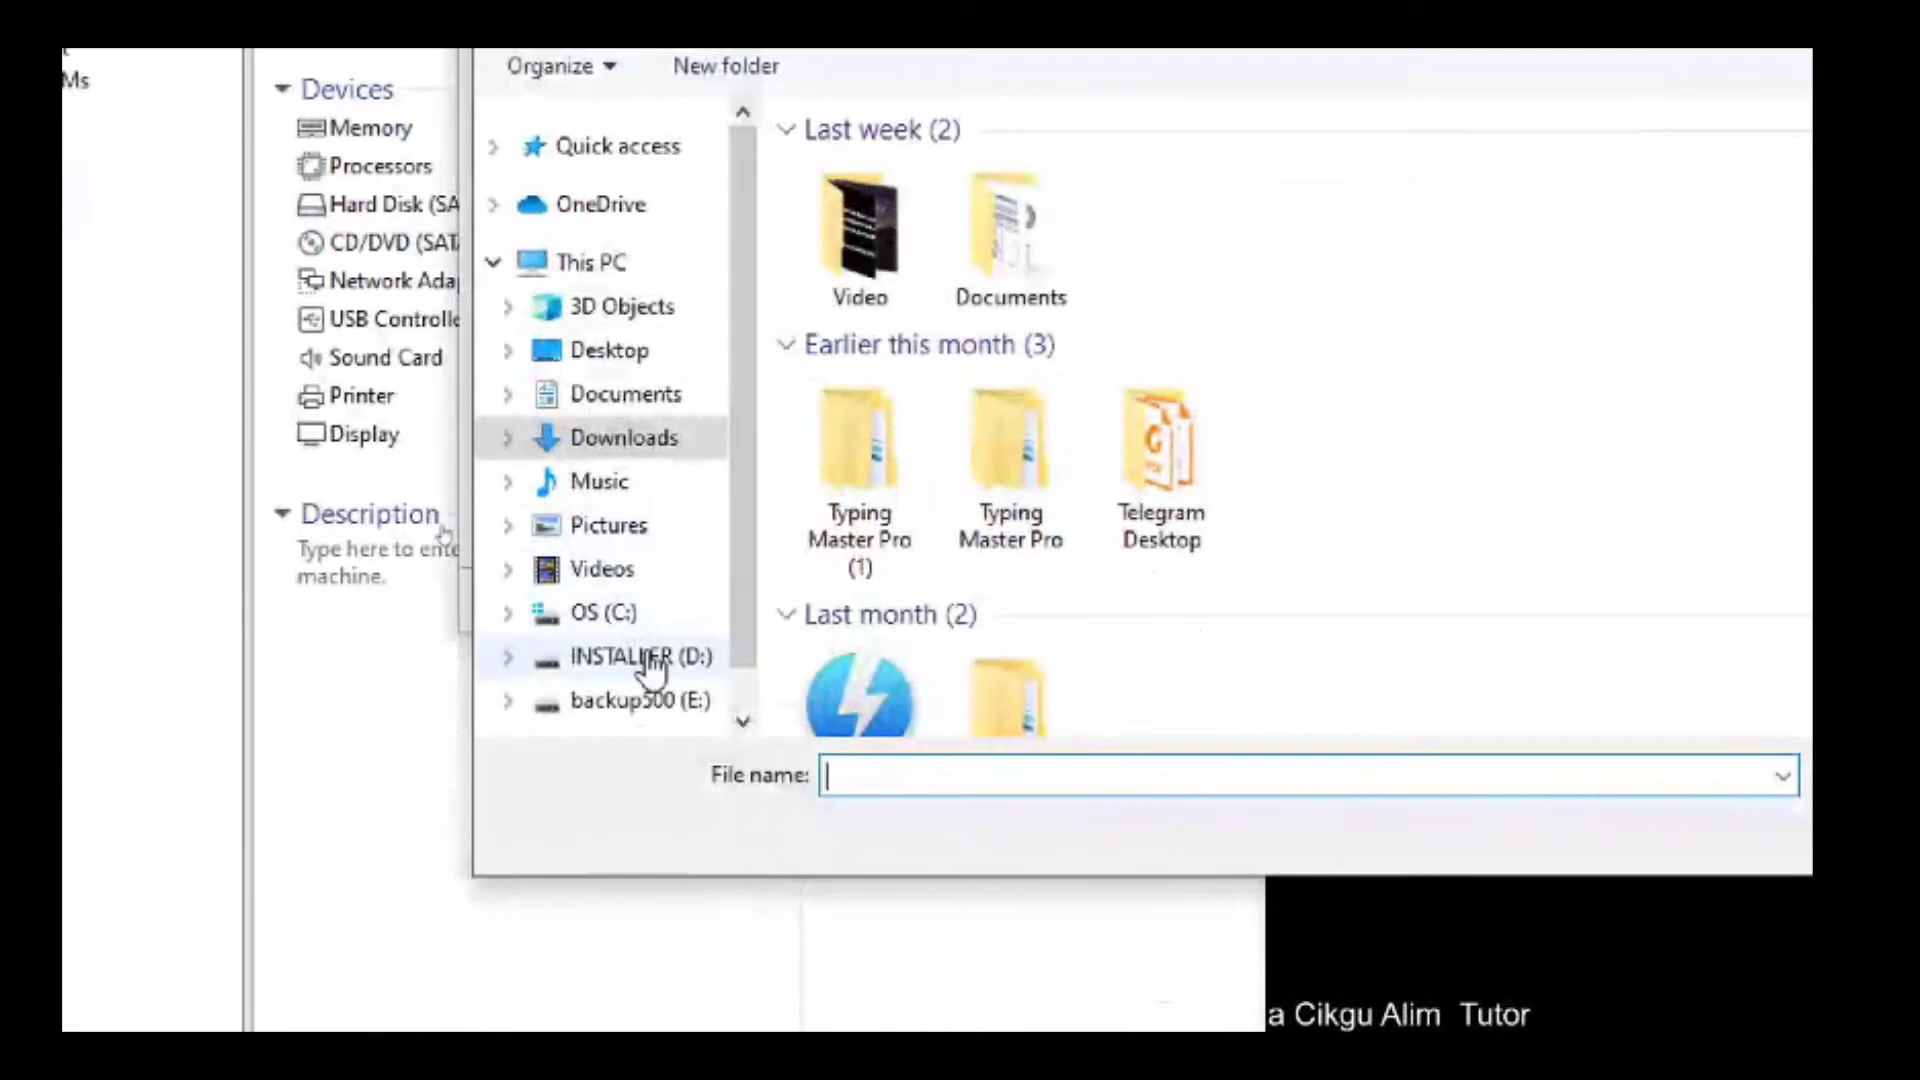 Ms
Devices
Memory
Processors
Hard Disk (SA
CD/DVD (SAT
Network Ada
USB Controlle
Sound Card
Printer
Display
Description
Type here to ente
machine.
Organize
New folder
Quick access
OneDrive
This PC
3D Objects
Desktop
Documents
Downloads
Music
Pictures
Videos
OS (C:)
INSTALLER (D:)
backup500 (E:)
Last week (2)
Video
Documents
Earlier this month (3)
Typing
Master Pro
(1)
Typing
Master Pro
Telegram
Desktop
Last month (2)
File name:
a Cikgu Alim Tutor